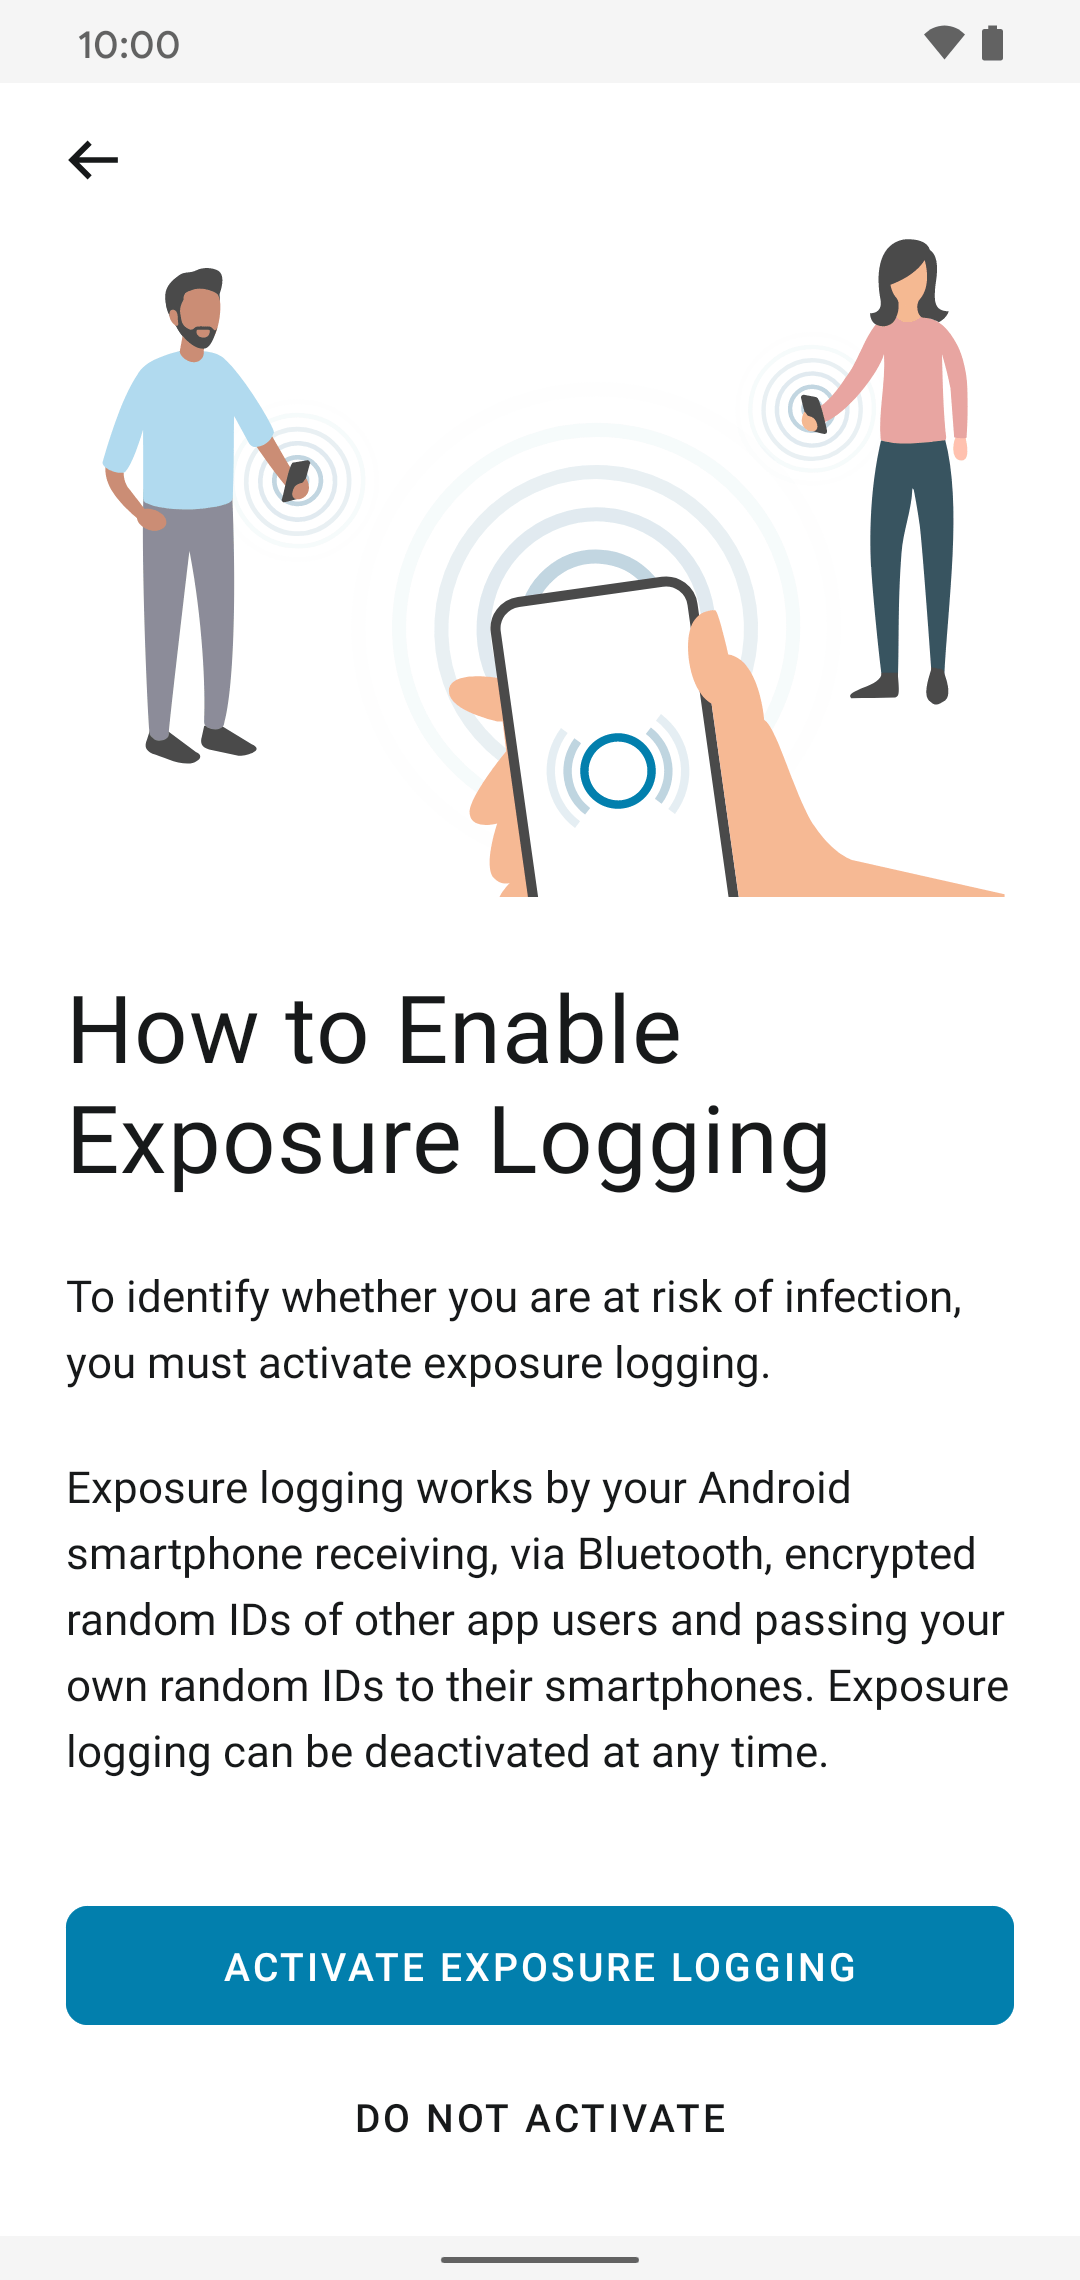 10:00
How to Enable
Exposure Logging
To identify whether you are at risk of infection,
you must activate exposure logging.
Exposure logging works by your Android
smartphone receiving, via Bluetooth, encrypted
random IDs of other app users and passing your
own random IDs to their smartphones. Exposure
logging can be deactivated at any time.
ACTIVATE EXPOSURE LOGGING
DO NOT ACTIVATE